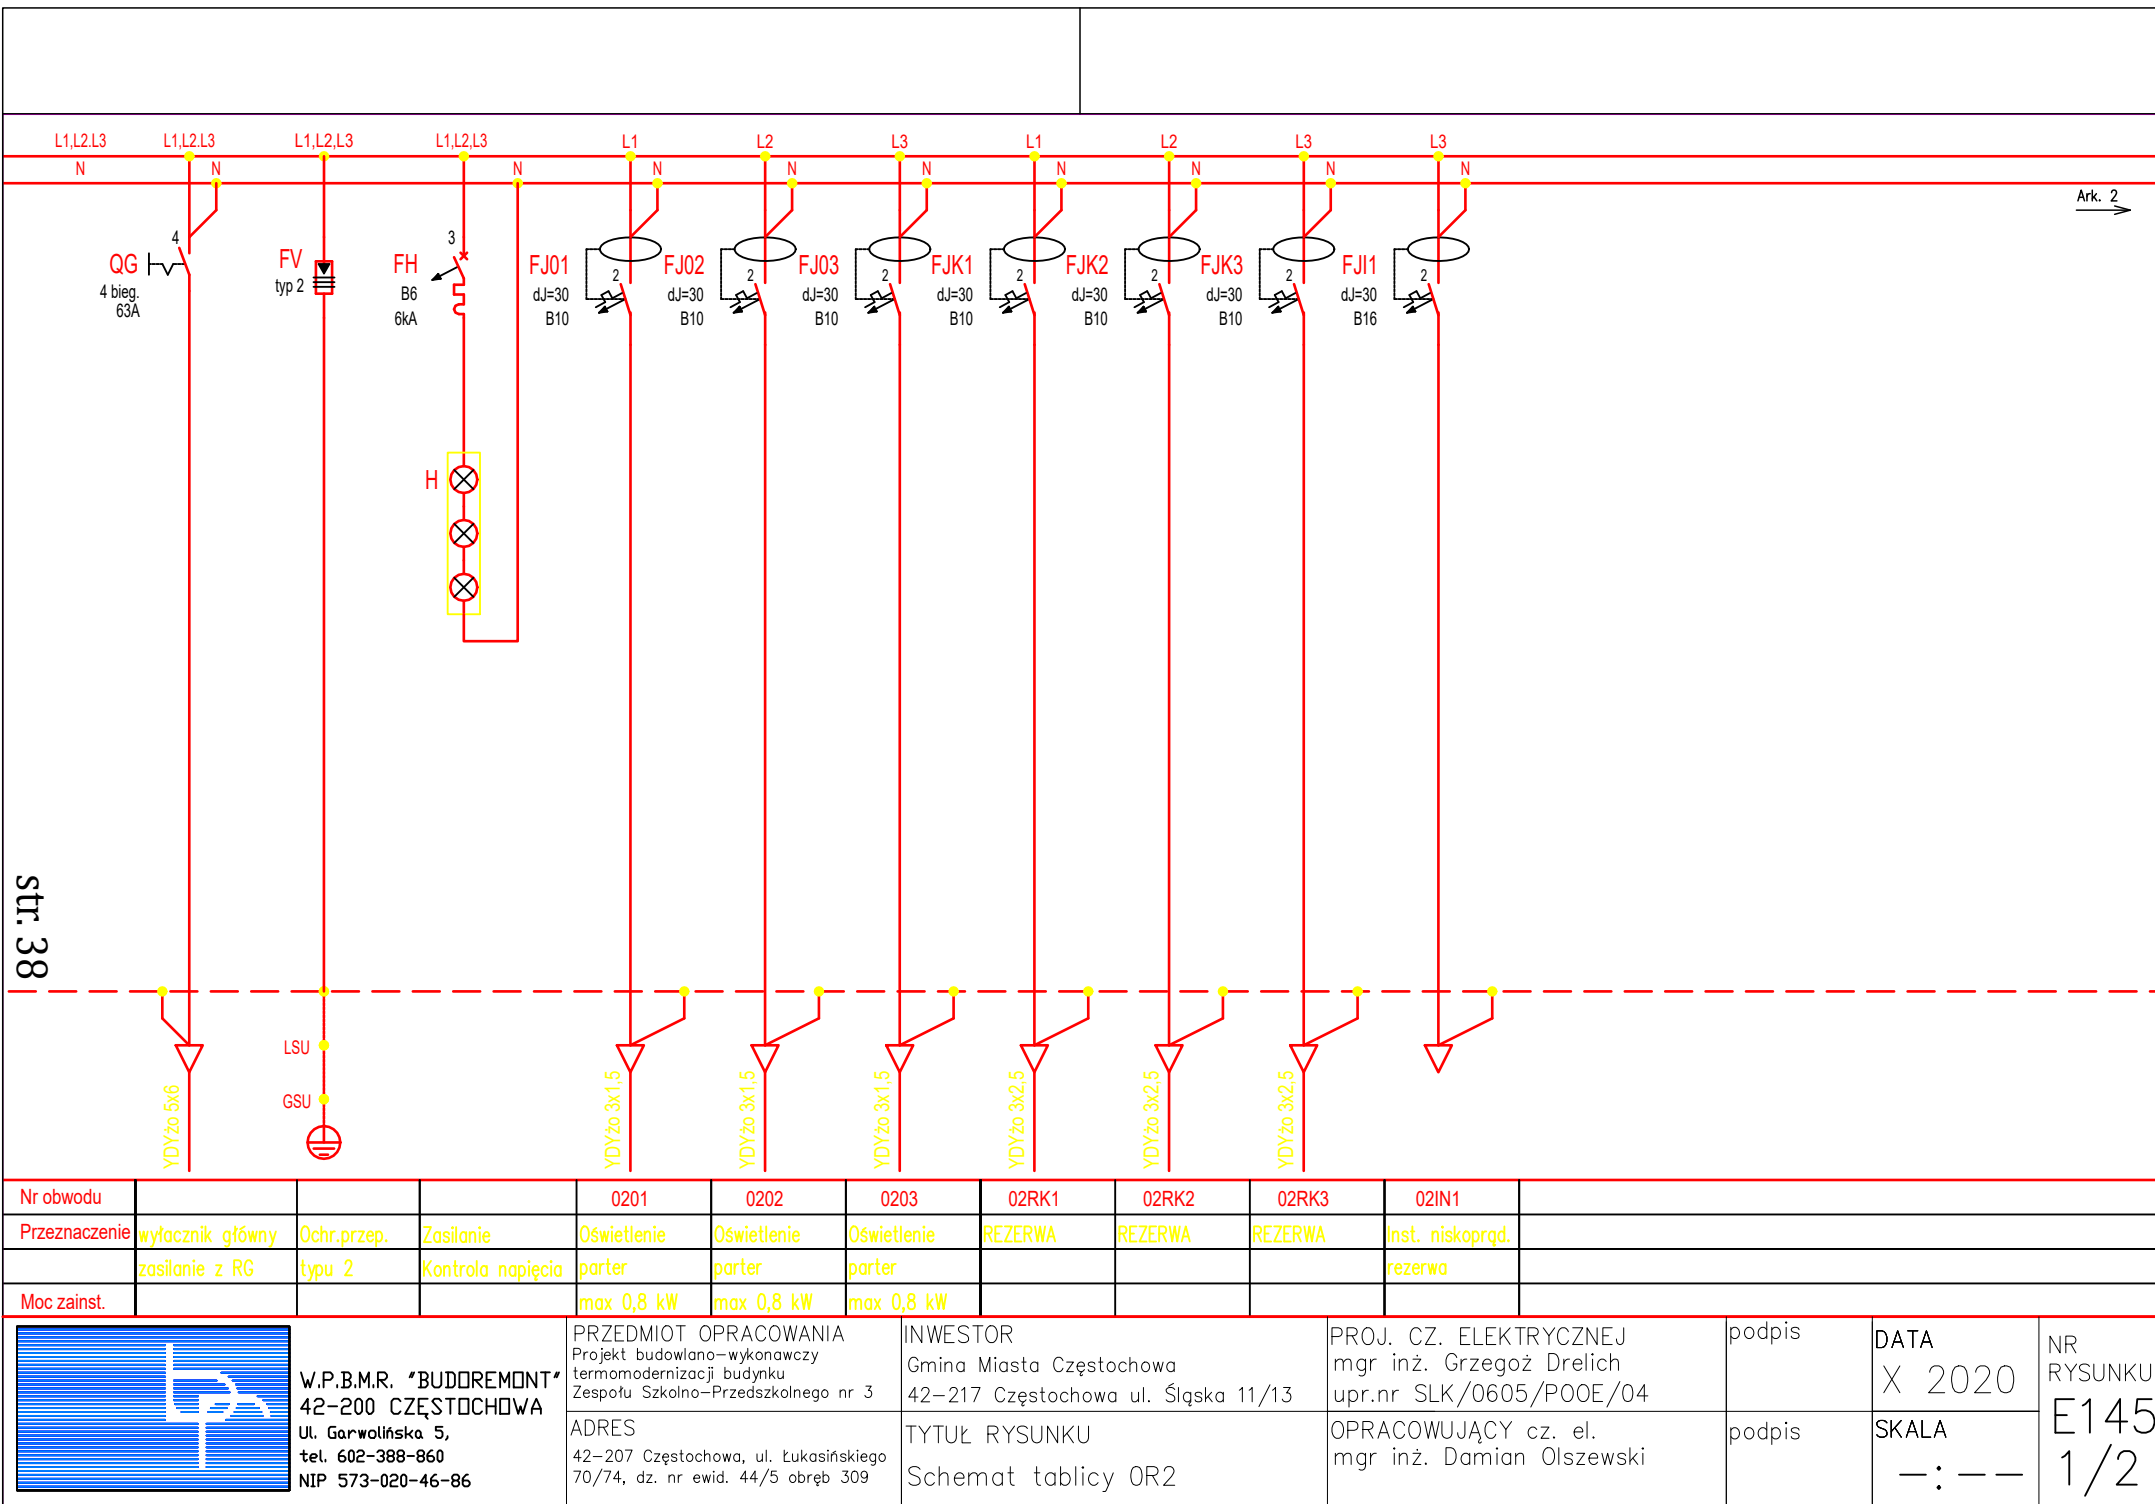 L1,L2.L3 L1,L2.L3 L1,L2,L3 L1,L2,L3 L1 L2 L3 L1 L2 L3 L3
N N N N N N N N N N
Ark. 2
QG
4
4 bieg.
63A
FV
typ 2
FH
3
B6
6kA
FJ01
2
dJ=30
B10
FJ02
2
dJ=30
B10
FJ03
2
dJ=30
B10
FJK1
2
dJ=30
B10
FJK2
2
dJ=30
B10
FJK3
2
dJ=30
B10
FJI1
2
dJ=30
B16
H
str. 38
LSU
GSU
YDYżo 5x6
YDYżo 3x1,5
YDYżo 3x1,5
YDYżo 3x1,5
YDYżo 3x2,5
YDYżo 3x2,5
YDYżo 3x2,5
Nr obwodu 0201 0202 0203 02RK1 02RK2 02RK3 02IN1
Przeznaczenie wyłacznik główny Ochr.przep. Zasilanie Oświetlenie Oświetlenie Oświetlenie REZERWA REZERWA REZERWA Inst. niskoprąd.
zasilanie z RG typu 2 Kontrola napięcia parter parter parter rezerwa
Moc zainst. max 0,8 kW max 0,8 kW max 0,8 kW
W.P.B.M.R. "BUDOREMONT"
42-200 CZĘSTOCHOWA
Ul. Garwolińska 5,
tel. 602-388-860
NIP 573-020-46-86
PRZEDMIOT OPRACOWANIA
Projekt budowlano-wykonawczy
termomodernizacji budynku
Zespołu Szkolno-Przedszkolnego nr 3
ADRES
42-207 Częstochowa, ul. Łukasińskiego
70/74, dz. nr ewid. 44/5 obręb 309
INWESTOR
Gmina Miasta Częstochowa
42-217 Częstochowa ul. Śląska 11/13
TYTUŁ RYSUNKU
Schemat tablicy 0R2
PROJ. CZ. ELEKTRYCZNEJ
mgr inż. Grzegoż Drelich
upr.nr SLK/0605/POOE/04
OPRACOWUJĄCY cz. el.
mgr inż. Damian Olszewski
podpis
podpis
DATA
X 2020
SKALA
-:--
NR
RYSUNKU
E145
1/2